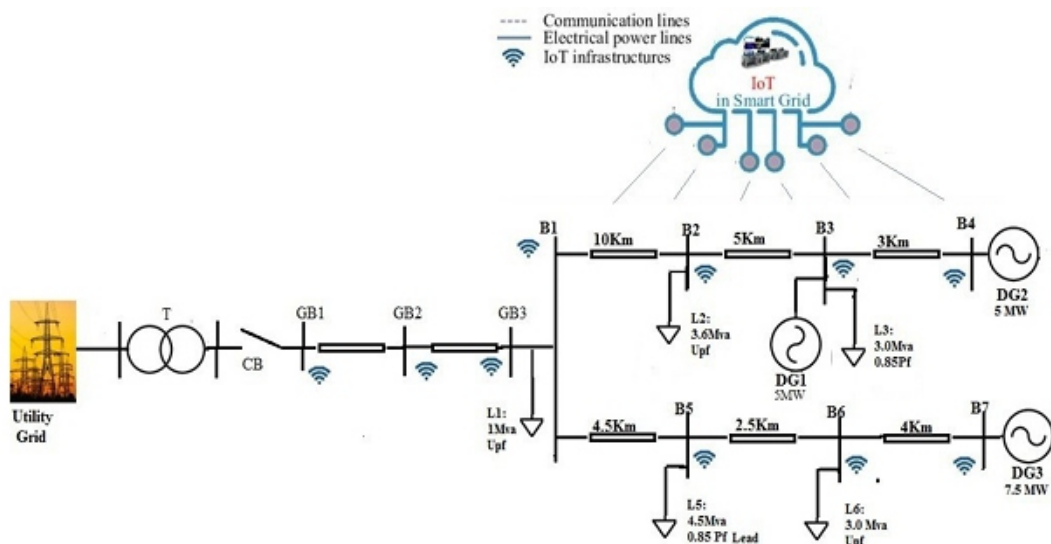 Communication lines
Electrical power lines
IoT infrastructures
IoT
in Smart Grid
B1
10Km
B2
5Km
B3
3Km
B4
DG2
5 MW
L2:
3.6Mva
Upf
DG1
5MW
L3:
3.0Mva
0.85Pf
T
CB
GB1
GB2
GB3
Utility
Grid
L1:
1Mva
Upf
4.5Km
B5
2.5Km
B6
4Km
B7
DG3
7.5 MW
L5:
4.5Mva
0.85 Pf Lead
L6:
3.0 Mva
Upf